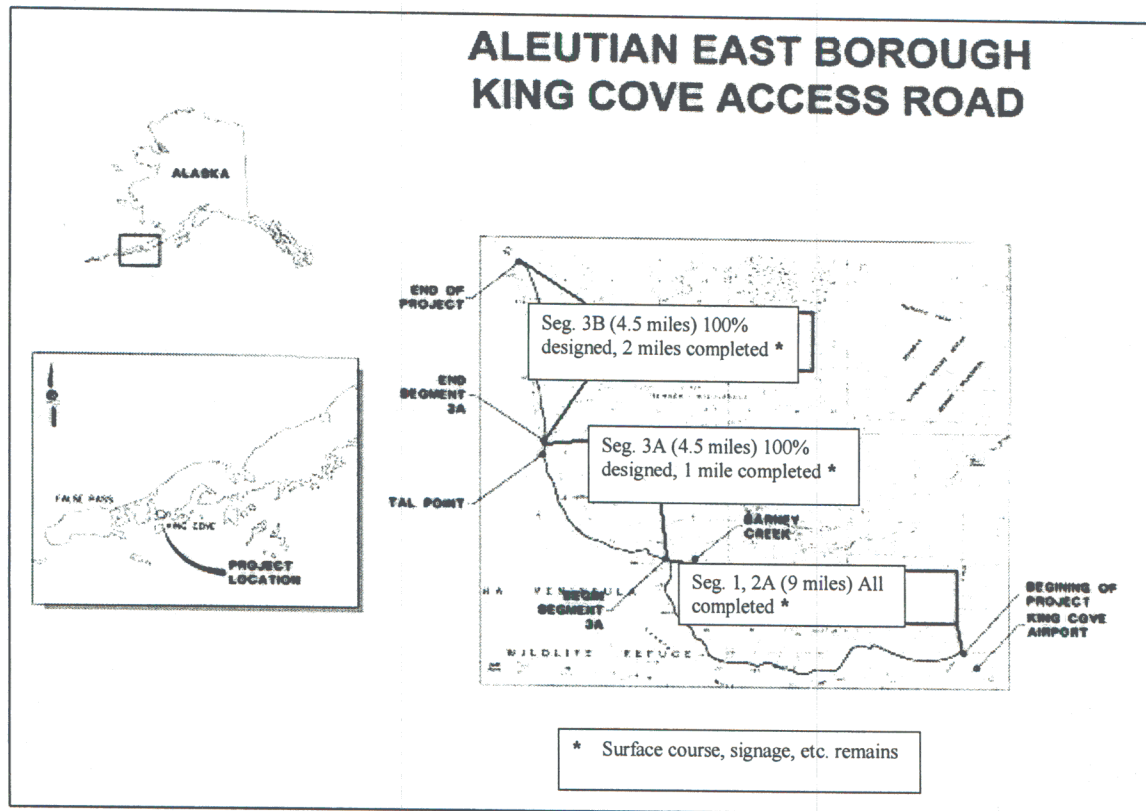 ALEUTIAN EAST BOROUGH
KING COVE ACCESS ROAD
ALASKA
END OF
PROJECT
Seg. 3B (4.5 miles) 100%
designed, 2 miles completed *
END
SEGMENT
3A
Seg. 3A (4.5 miles) 100%
designed, 1 mile completed *
TAL POINT
BARNEY
CREEK
FALSE PASS
KING COVE
PROJECT
LOCATION
Seg. 1, 2A (9 miles) All
completed *
BEGIN
SEGMENT
3A
BEGINING OF
PROJECT
KING COVE
AIRPORT
WILDLIFE REFUGE
* Surface course, signage, etc. remains